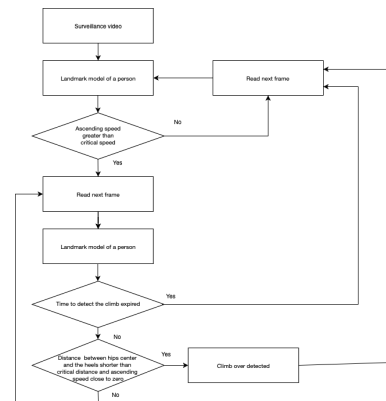 Surveillance video
Landmark model of a person
Read next frame
Ascending speed
greater than
critical speed
No
Yes
Read next frame
Landmark model of a person
Time to detect the climb expired
Yes
No
Distance between hips center
and the heels shorter than
critical distance and ascending
speed close to zero
Yes
Climb over detected
No